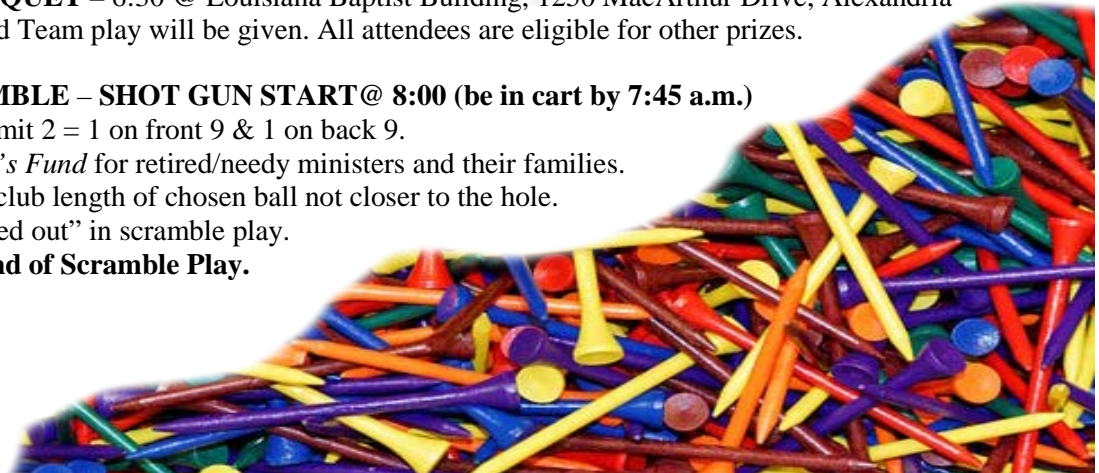 QUET – 6:30 @ Louisiana Baptist Building, 1250 MacArthur Drive, Alexandria
d Team play will be given. All attendees are eligible for other prizes.
MBLE – SHOT GUN START@ 8:00 (be in cart by 7:45 a.m.)
mit 2 = 1 on front 9 & 1 on back 9.
’s Fund for retired/needy ministers and their families.
club length of chosen ball not closer to the hole.
ed out” in scramble play.
nd of Scramble Play.